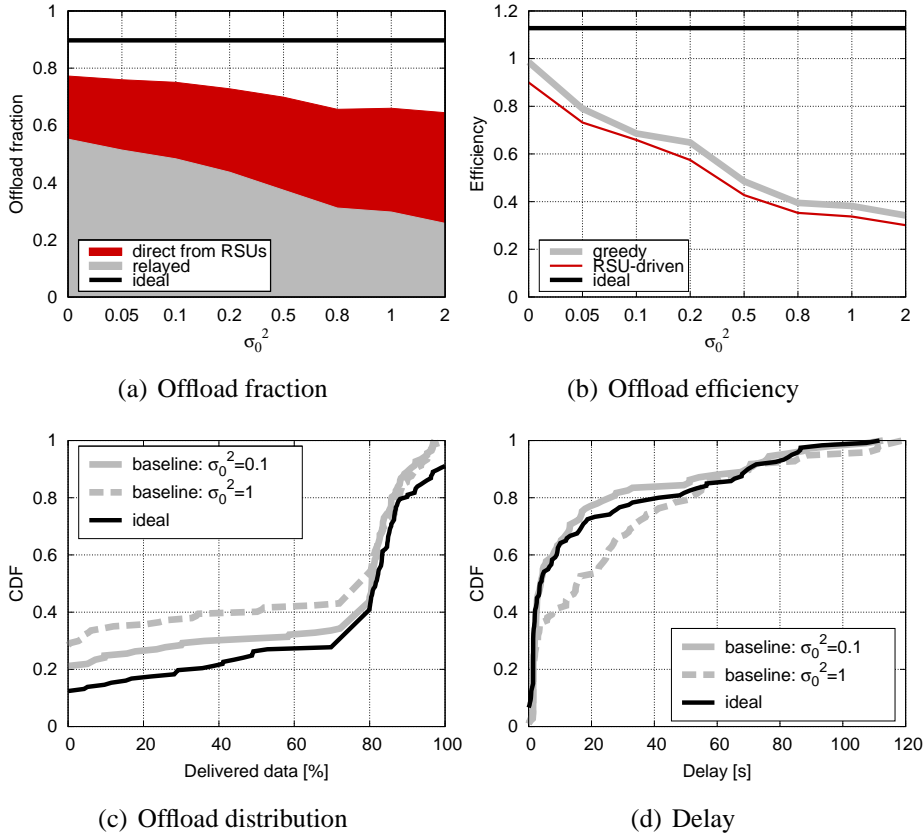 1
0.8
0.6
0.4
0.2
0
Offload fraction
direct from RSUs
relayed
ideal
0 0.05 0.1 0.2 0.5 0.8 1 2
σ₀²
(a) Offload fraction
1.2
1
0.8
0.6
0.4
0.2
0
Efficiency
greedy
RSU-driven
ideal
0 0.05 0.1 0.2 0.5 0.8 1 2
σ₀²
(b) Offload efficiency
1
0.8
0.6
0.4
0.2
0
CDF
baseline: σ₀²=0.1
baseline: σ₀²=1
ideal
0 20 40 60 80 100
Delivered data [%]
(c) Offload distribution
1
0.8
0.6
0.4
0.2
0
CDF
baseline: σ₀²=0.1
baseline: σ₀²=1
ideal
0 20 40 60 80 100 120
Delay [s]
(d) Delay